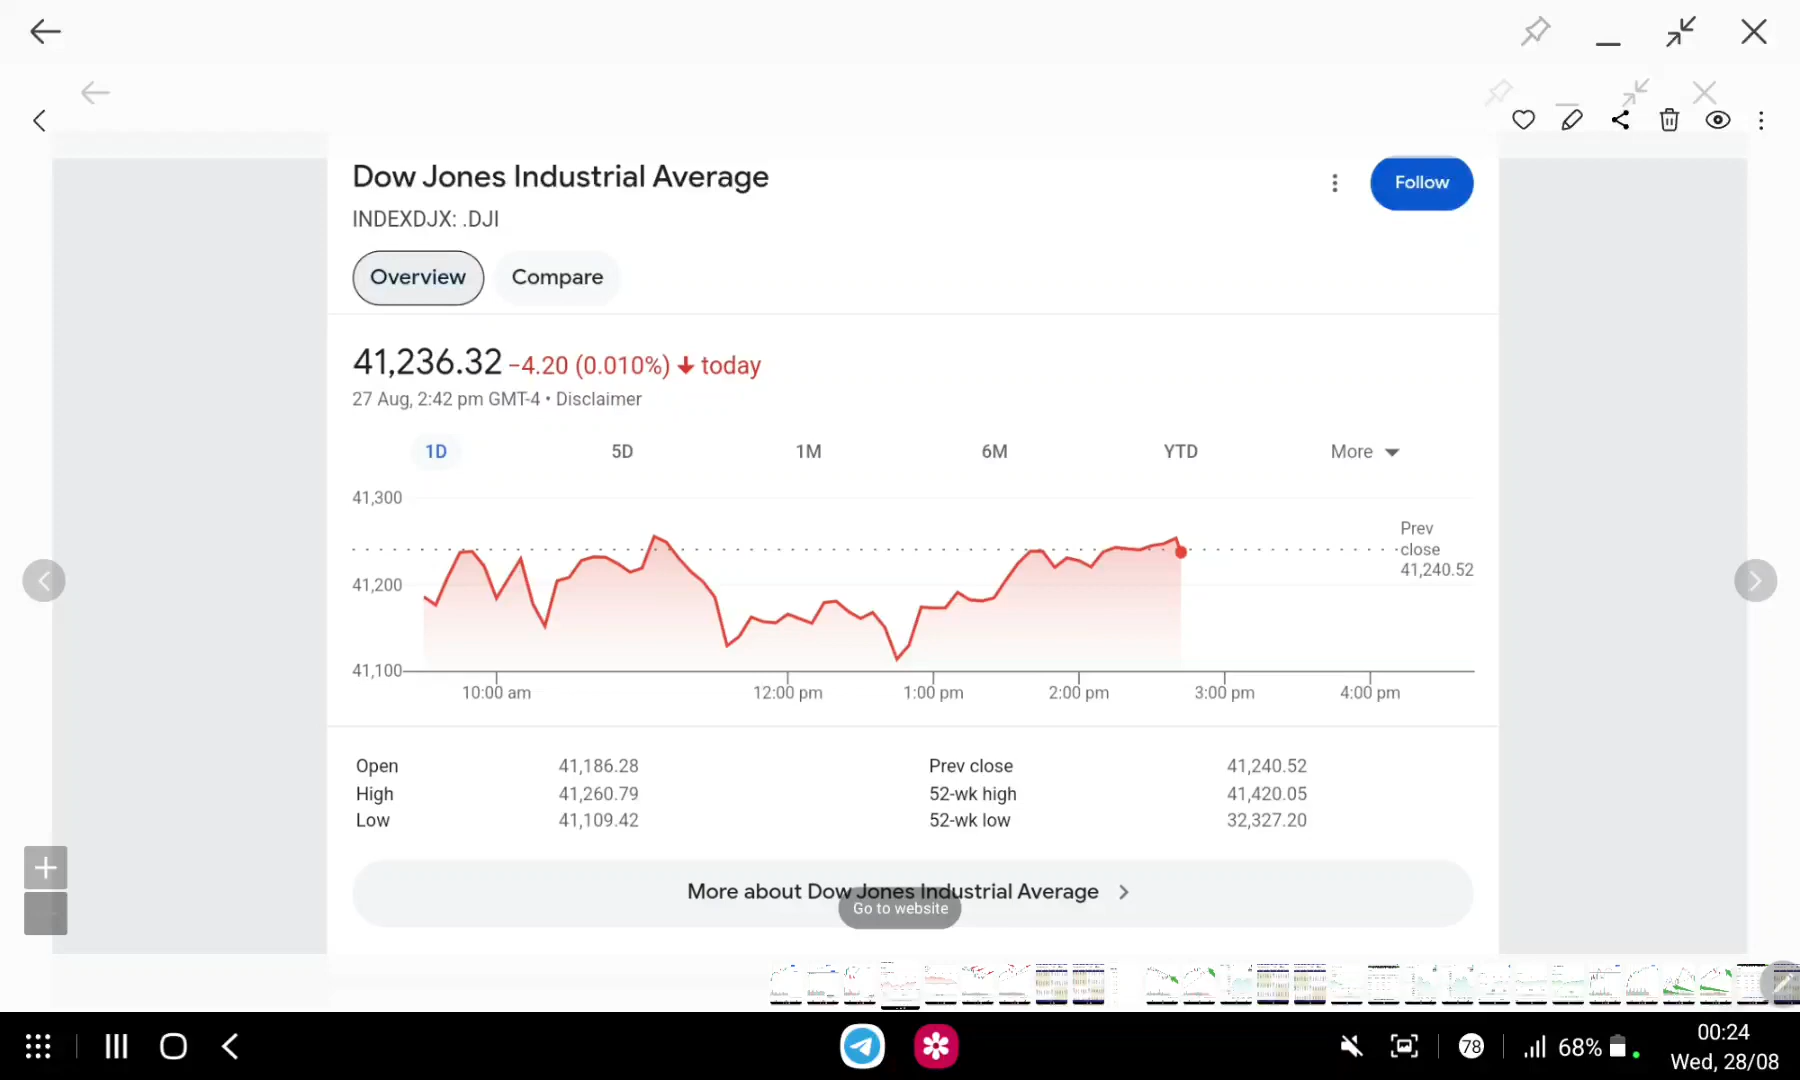 Dow Jones Industrial Average
Follow
INDEXDJX: .DJI
Overview
Compare
41,236.32 −4.20 (0.010%) ↓ today
27 Aug, 2:42 pm GMT-4 • Disclaimer
1D
5D
1M
6M
YTD
More
41,300
41,200
41,100
Prev
close
41,240.52
10:00 am
12:00 pm
1:00 pm
2:00 pm
3:00 pm
4:00 pm
Open 41,186.28
High 41,260.79
Low 41,109.42
Prev close 41,240.52
52-wk high 41,420.05
52-wk low 32,327.20
More about Dow Jones Industrial Average
Go to website
78
68%
00:24
Wed, 28/08